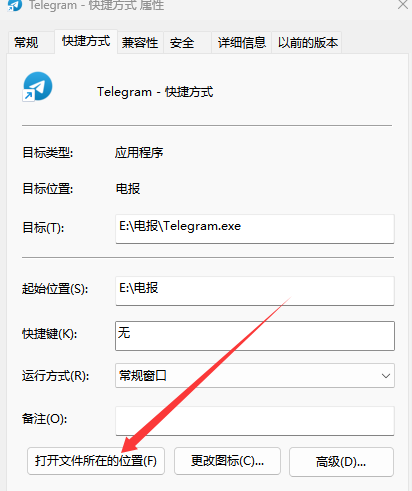 Telegram - 快捷方式 属性
常规 快捷方式 兼容性 安全 详细信息 以前的版本
Telegram - 快捷方式
目标类型: 应用程序
目标位置: 电报
目标(T): E:\电报\Telegram.exe
起始位置(S): E:\电报
快捷键(K): 无
运行方式(R): 常规窗口
备注(O):
打开文件所在的位置(F) 更改图标(C)... 高级(D)...